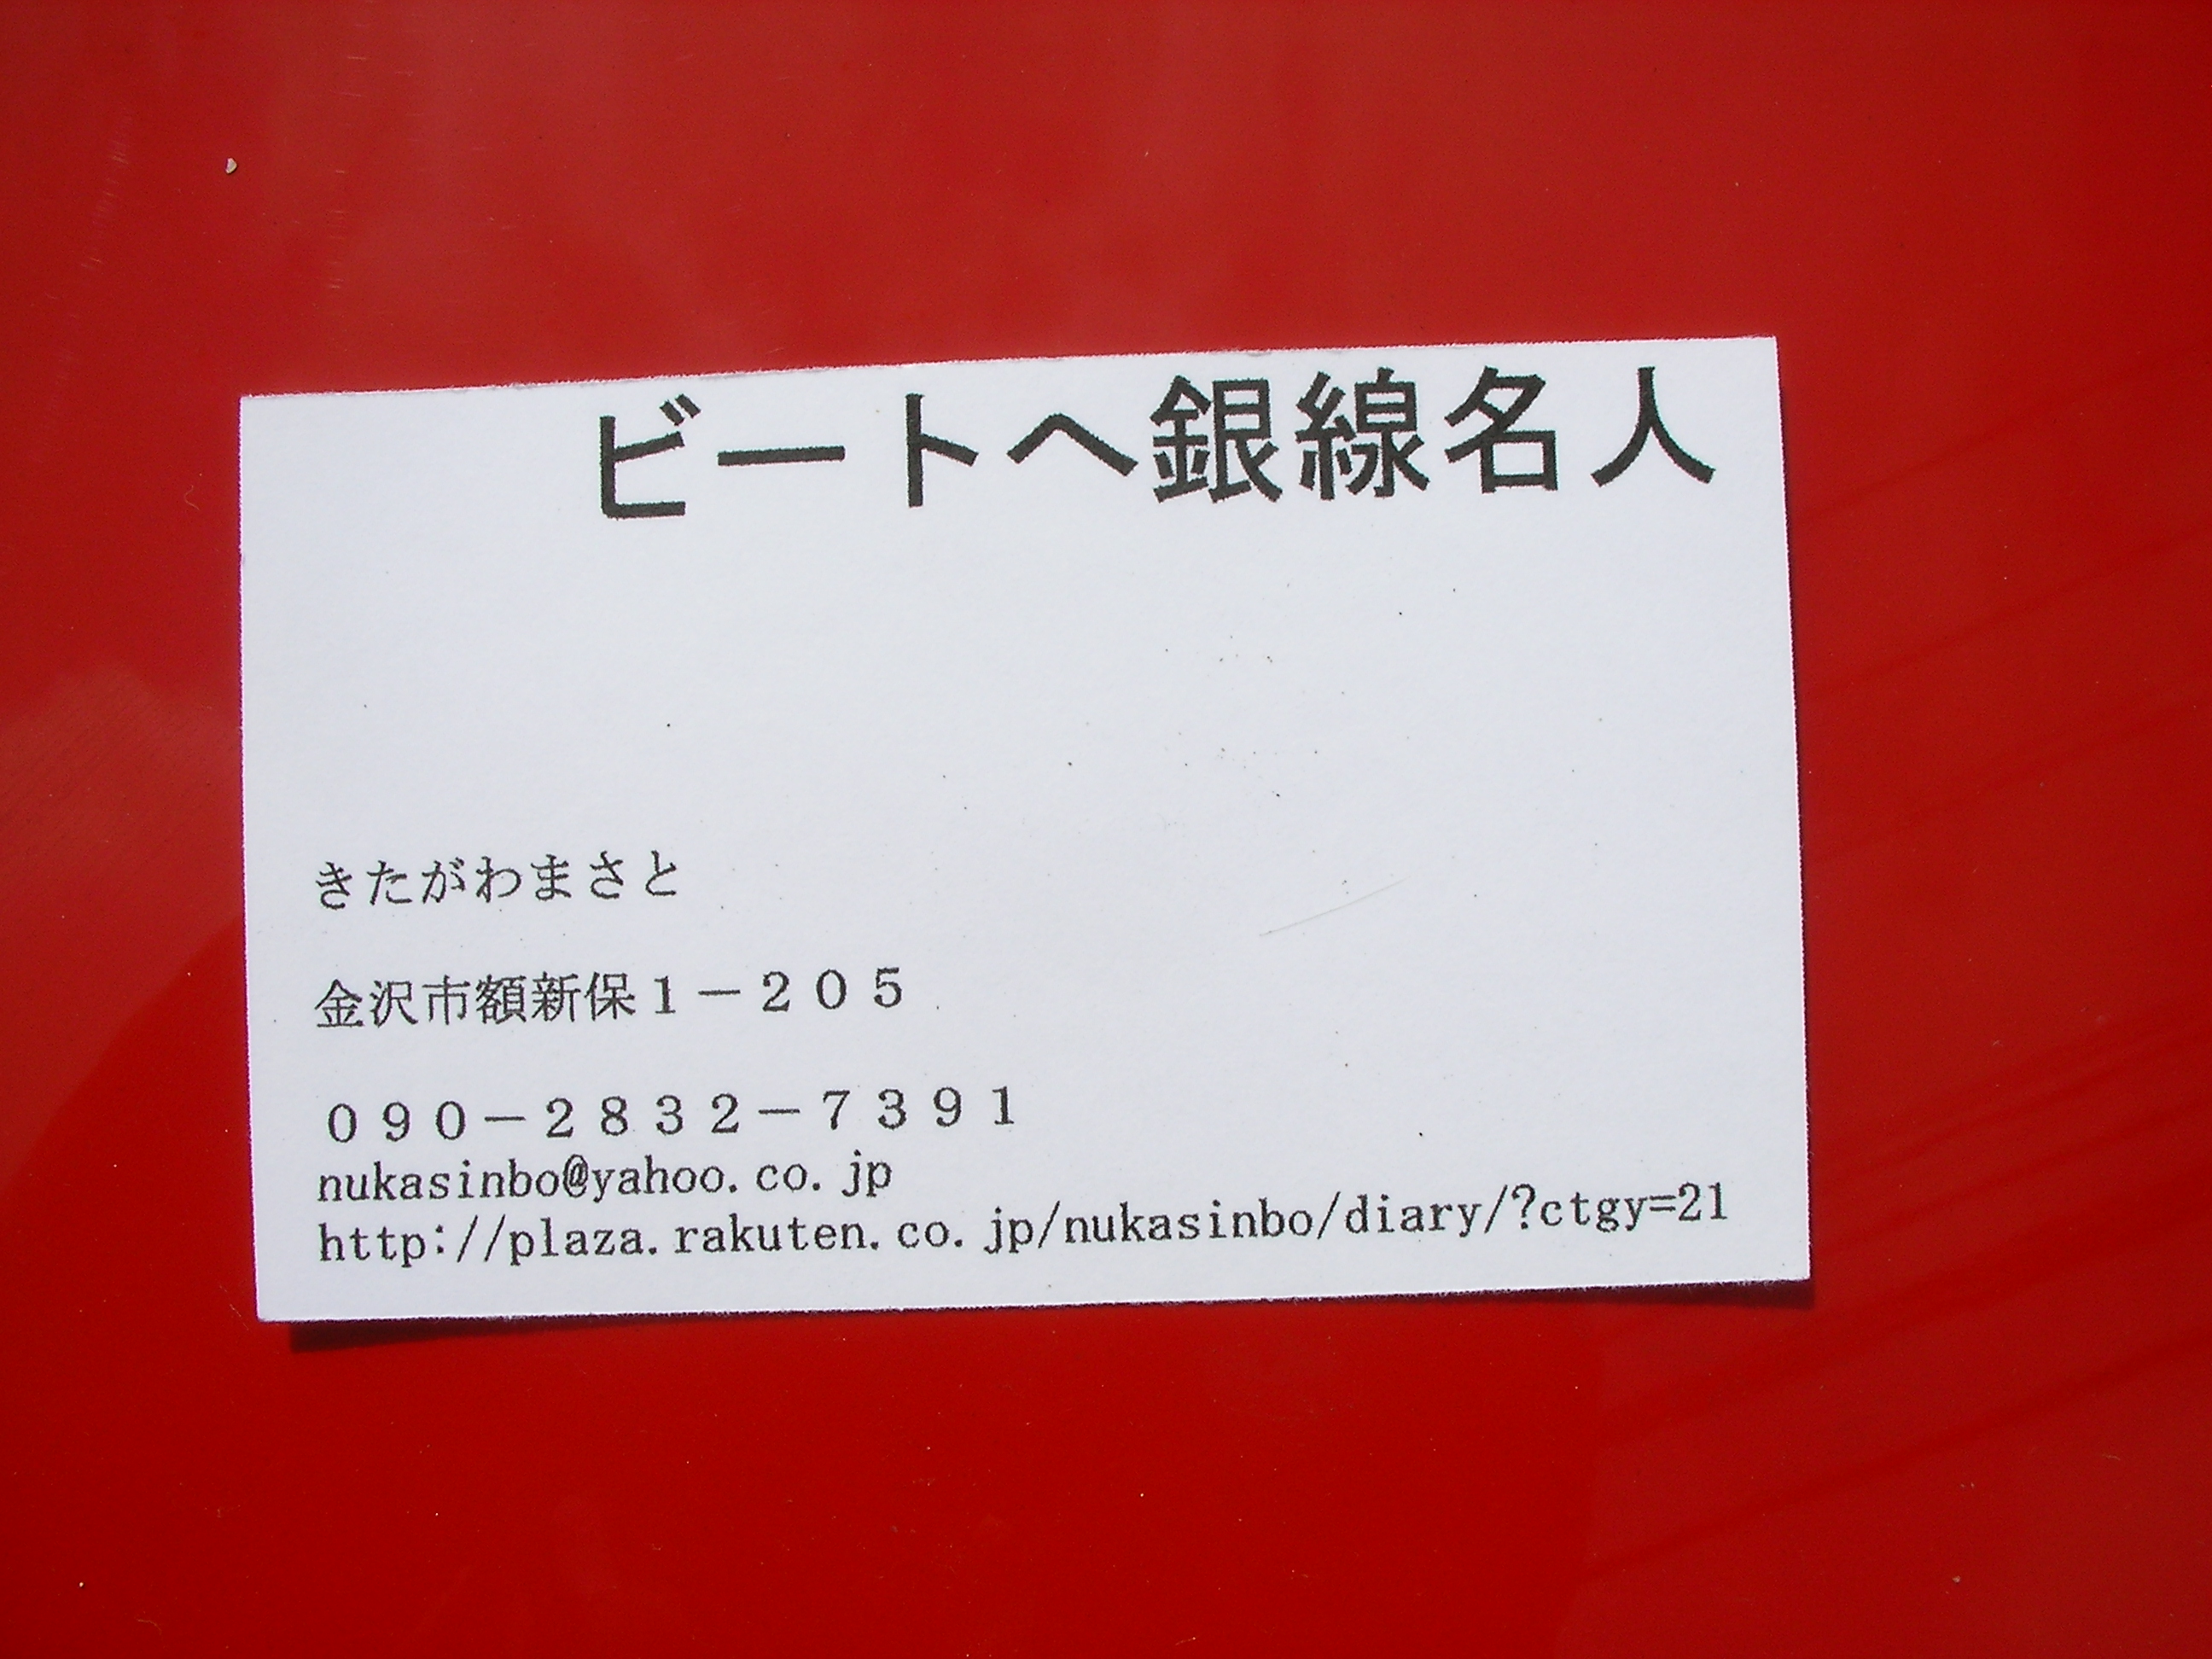 ビートへ銀線名人
きたがわまさと
金沢市額新保１－２０５
０９０－２８３２－７３９１
nukasinbo@yahoo.co.jp
http://plaza.rakuten.co.jp/nukasinbo/diary/?ctgy=21